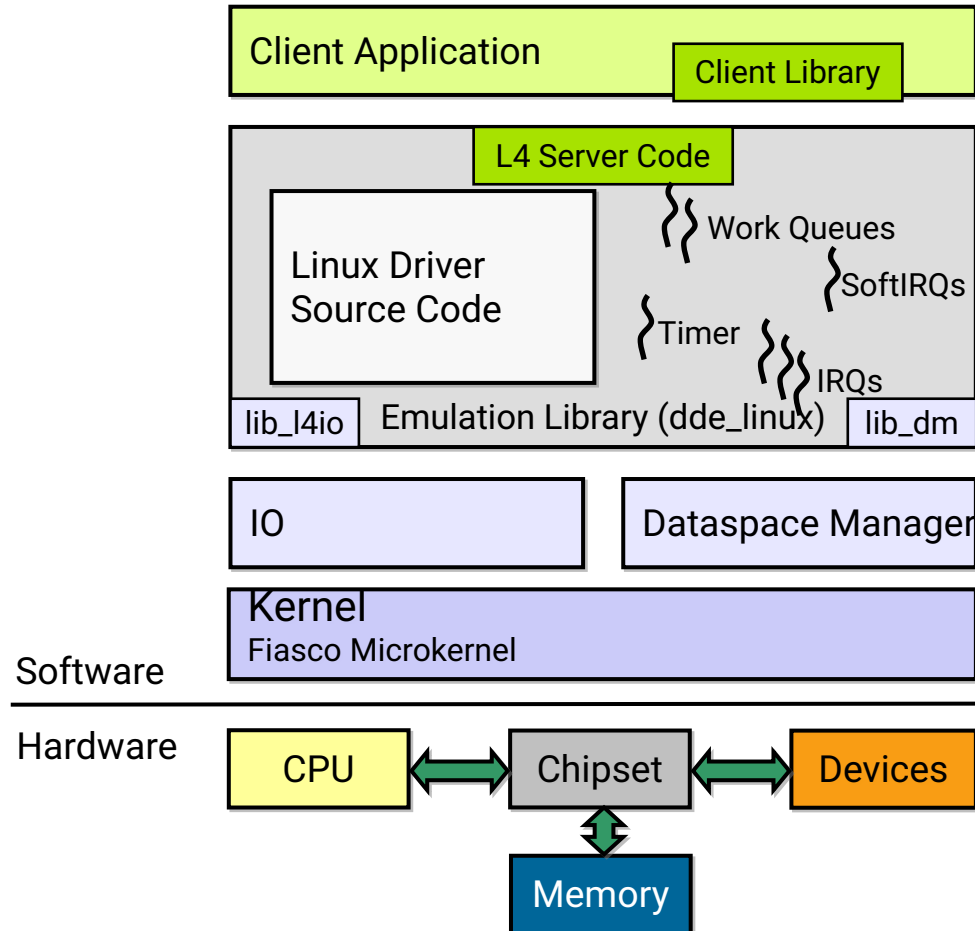 Client Application
Client Library
L4 Server Code
Work Queues
Linux Driver
Source Code
SoftIRQs
Timer
IRQs
lib_l4io
Emulation Library (dde_linux)
lib_dm
IO
Dataspace Manager
Kernel
Fiasco Microkernel
Software
Hardware
CPU
Chipset
Devices
Memory